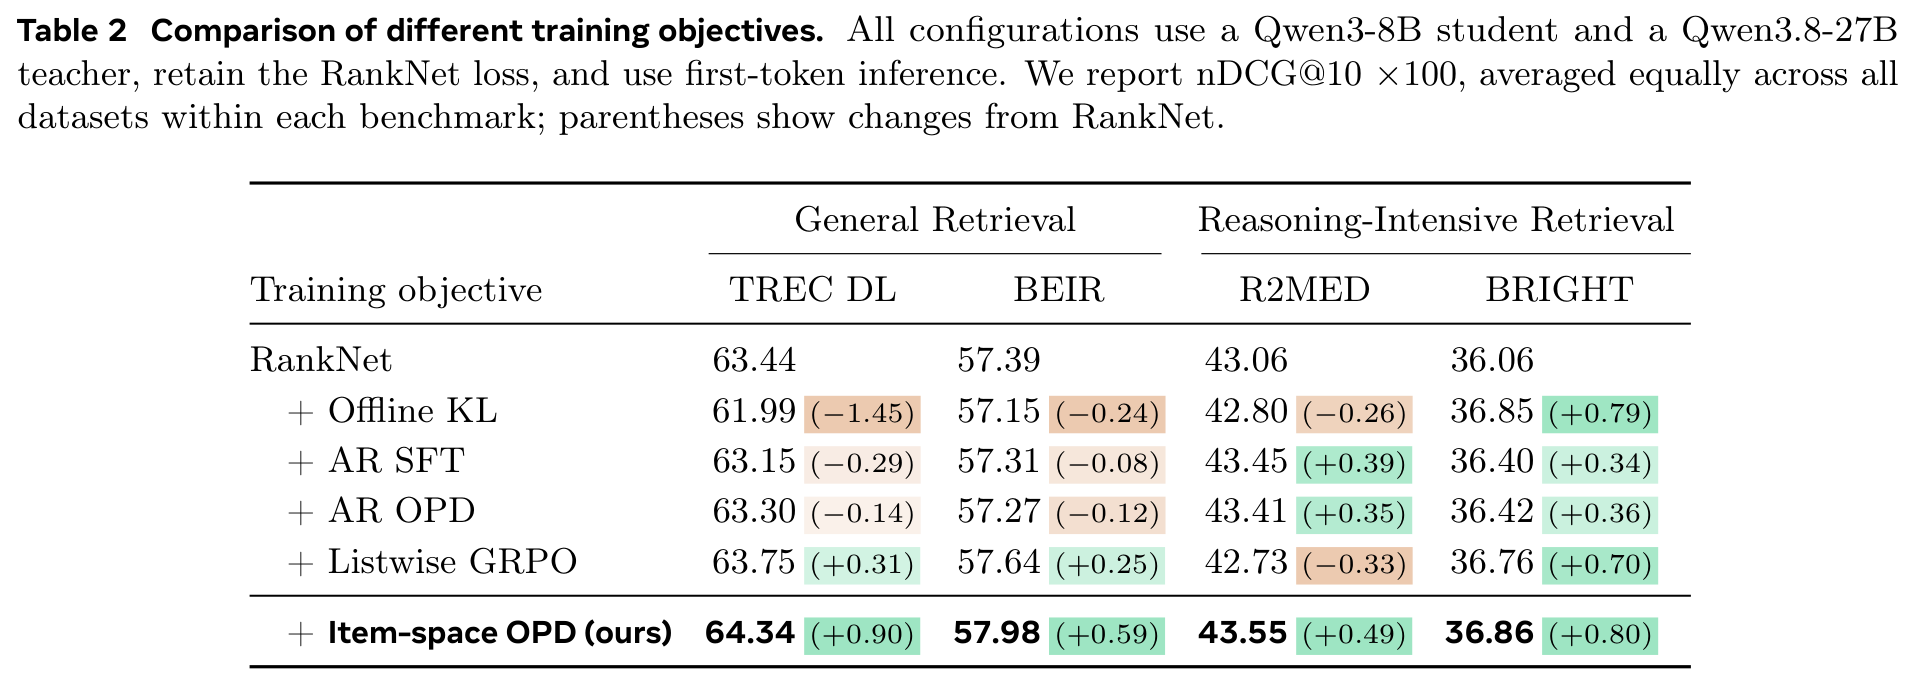 Table 2 Comparison of different training objectives. All configurations use a Qwen3-8B student and a Qwen3.8-27B
teacher, retain the RankNet loss, and use first-token inference. We report nDCG@10 ×100, averaged equally across all
datasets within each benchmark; parentheses show changes from RankNet.
General Retrieval Reasoning-Intensive Retrieval
Training objective TREC DL BEIR R2MED BRIGHT
RankNet 63.44 57.39 43.06 36.06
+ Offline KL 61.99 (−1.45) 57.15 (−0.24) 42.80 (−0.26) 36.85 (+0.79)
+ AR SFT 63.15 (−0.29) 57.31 (−0.08) 43.45 (+0.39) 36.40 (+0.34)
+ AR OPD 63.30 (−0.14) 57.27 (−0.12) 43.41 (+0.35) 36.42 (+0.36)
+ Listwise GRPO 63.75 (+0.31) 57.64 (+0.25) 42.73 (−0.33) 36.76 (+0.70)
+ Item-space OPD (ours) 64.34 (+0.90) 57.98 (+0.59) 43.55 (+0.49) 36.86 (+0.80)